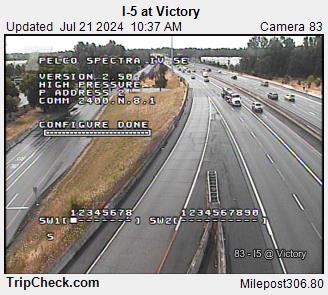 I-5 at Victory
Updated Jul 21 2024 10:37 AM Camera 83
PELCO SPECTRA IV SE
VERSION 2.500
HIGH PRESSURE
P ADDRESS 2
COMM 2400,N,8,1
CONFIGURE DONE
12345678 1234567890
SW1[ ] SW2[ ]
S
83 - I5 @ Victory
TripCheck.com Milepost306.80